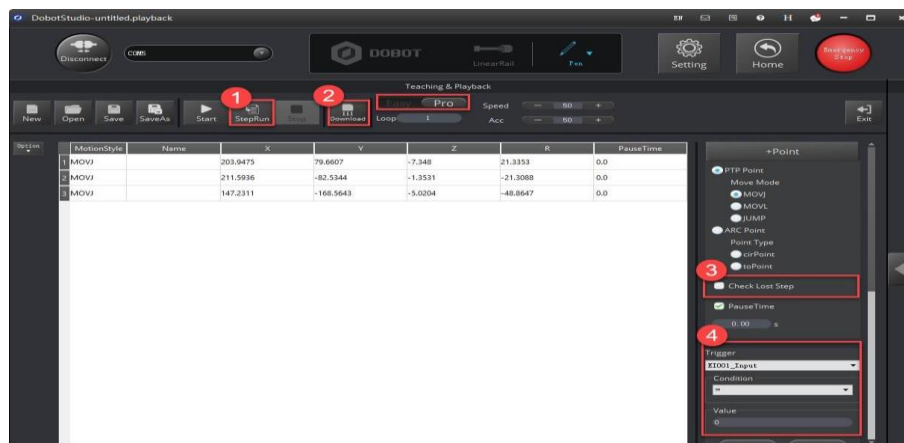 DobotStudio-untitled.playback
H
Disconnect
COM5
DOBOT
LinearRail
Pen
Setting
Home
Emergency
Stop
Teaching & Playback
1
2
Easy
Pro
New
Open
Save
SaveAs
Start
StepRun
Stop
Download
Loop
1
Speed
— 50 +
Acc
— 50 +
Exit
Option
MotionStyle Name X Y Z R PauseTime
1 MOVJ 203.9475 79.6607 -7.348 21.3353 0.0
2 MOVJ 211.5936 -82.5344 -1.3531 -21.3088 0.0
3 MOVJ 147.2311 -168.5643 -5.0204 -48.8647 0.0
+Point
PTP Point
Move Mode
MOVJ
MOVL
JUMP
ARC Point
Point Type
cirPoint
toPoint
3
Check Lost Step
PauseTime
0.00 s
4
Trigger
EIO01_Input
Condition
=
Value
0